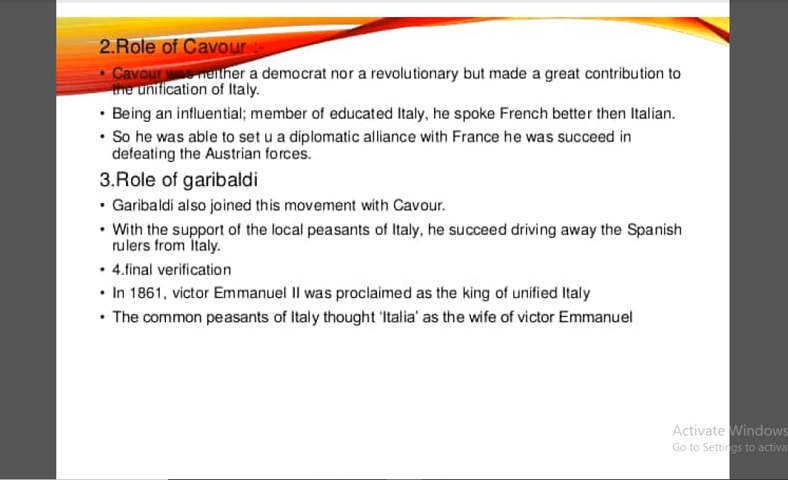 2.Role of Cavour :-
• Cavour was neither a democrat nor a revolutionary but made a great contribution to
the unification of Italy.
• Being an influential; member of educated Italy, he spoke French better then Italian.
• So he was able to set u a diplomatic alliance with France he was succeed in
defeating the Austrian forces.
3.Role of garibaldi
• Garibaldi also joined this movement with Cavour.
• With the support of the local peasants of Italy, he succeed driving away the Spanish
rulers from Italy.
• 4.final verification
• In 1861, victor Emmanuel II was proclaimed as the king of unified Italy
• The common peasants of Italy thought 'Italia' as the wife of victor Emmanuel
Activate Windows
Go to Settings to activa